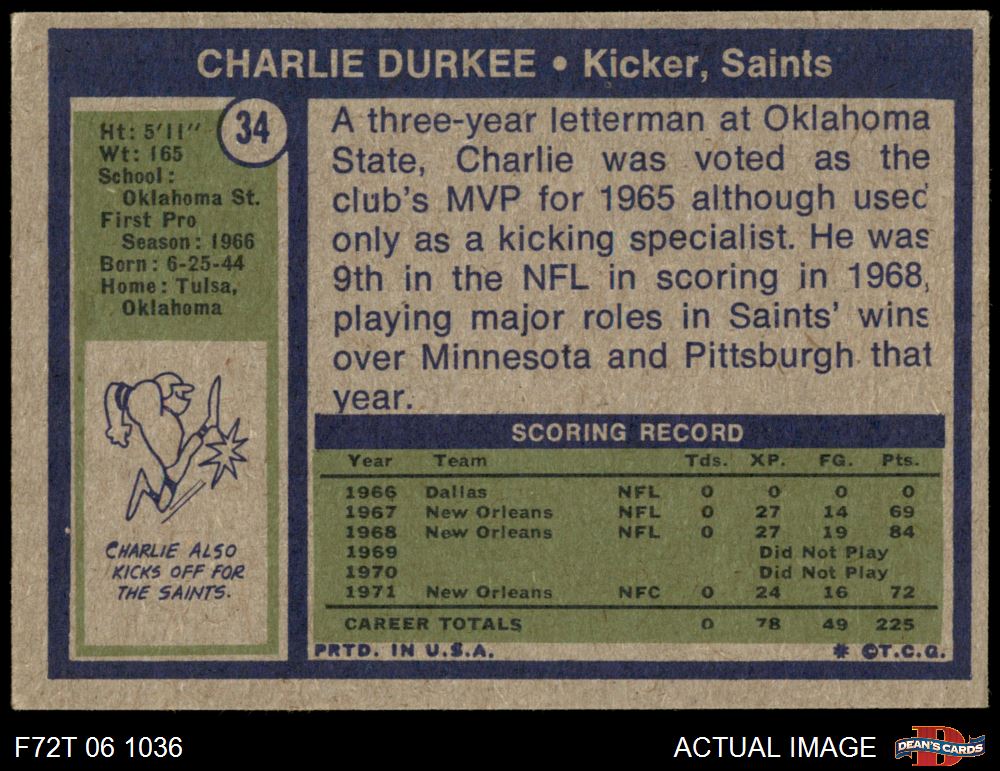 CHARLIE DURKEE • Kicker, Saints
34
Ht: 5'11"
Wt: 165
School:
Oklahoma St.
First Pro
Season: 1966
Born: 6-25-44
Home: Tulsa,
Oklahoma
CHARLIE ALSO
KICKS OFF FOR
THE SAINTS.
A three-year letterman at Oklahoma
State, Charlie was voted as the
club's MVP for 1965 although used
only as a kicking specialist. He was
9th in the NFL in scoring in 1968,
playing major roles in Saints' wins
over Minnesota and Pittsburgh that
year.
SCORING RECORD
Year Team Tds. XP. FG. Pts.
1966 Dallas NFL 0 0 0 0
1967 New Orleans NFL 0 27 14 69
1968 New Orleans NFL 0 27 19 84
1969 Did Not Play
1970 Did Not Play
1971 New Orleans NFC 0 24 16 72
CAREER TOTALS 0 78 49 225
PRTD. IN U.S.A. # ©T.C.G.
F72T 06 1036 ACTUAL IMAGE DEAN'S CARDS